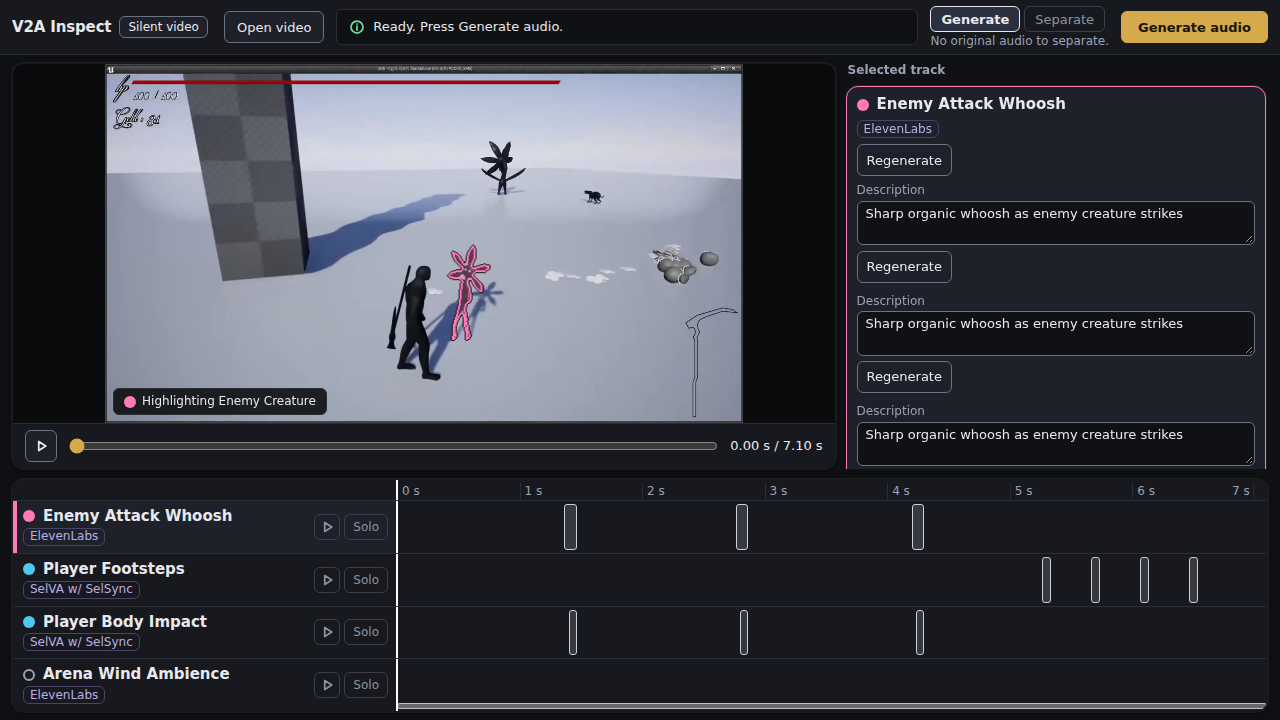 V2A Inspect
Silent video
Open video
Ready. Press Generate audio.
Generate
Separate
No original audio to separate.
Generate audio
100 / 100
Highlighting Enemy Creature
0.00 s / 7.10 s
Selected track
Enemy Attack Whoosh
ElevenLabs
Regenerate
Description
Sharp organic whoosh as enemy creature strikes
Regenerate
Description
Sharp organic whoosh as enemy creature strikes
Regenerate
Description
Sharp organic whoosh as enemy creature strikes
0 s
1 s
2 s
3 s
4 s
5 s
6 s
7 s
Enemy Attack Whoosh
ElevenLabs
Solo
Player Footsteps
SelVA w/ SelSync
Solo
Player Body Impact
SelVA w/ SelSync
Solo
Arena Wind Ambience
ElevenLabs
Solo